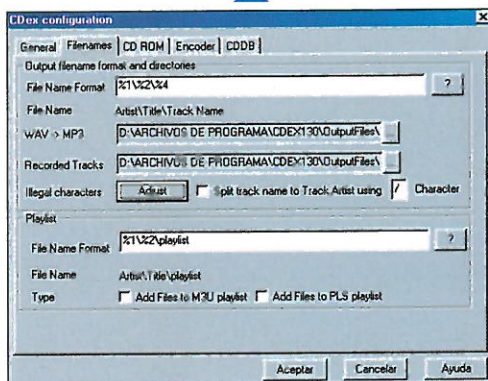 CDex configuration
General Filenames CD ROM Encoder CDDB
Output filename format and directories
File Name Format %1\%2\%4 ?
File Name Artist\Title\Track Name
WAV -> MP3 D:\ARCHIVOS DE PROGRAMA\CDEX130\OutputFiles\ ...
Recorded Tracks D:\ARCHIVOS DE PROGRAMA\CDEX130\OutputFiles\ ...
Illegal characters Adjust Split track name to Track Artist using / Character
Playlist
File Name Format %1\%2\playlist ?
File Name Artist\Title\playlist
Type Add Files to M3U playlist Add Files to PLS playlist
Aceptar Cancelar Ayuda